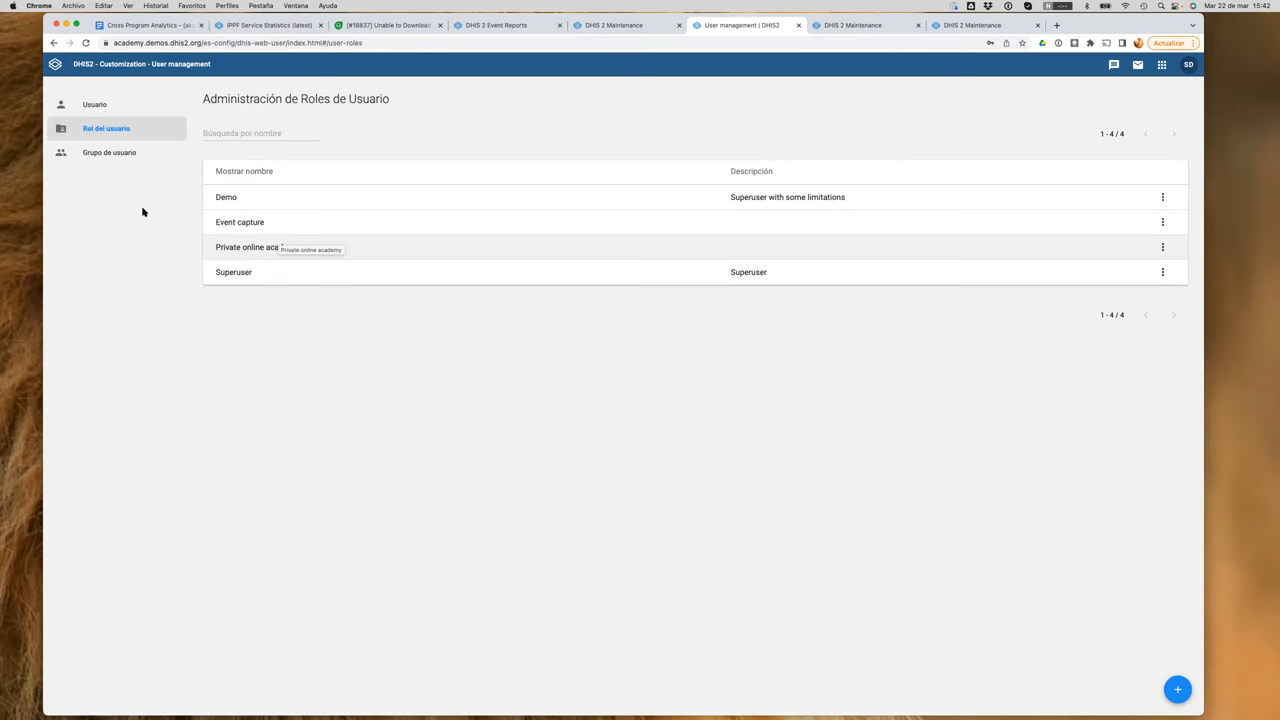 Chrome Archivo Editar Ver Historial Favoritos Perfiles Pestaña Ventana Ayuda
Mar 22 de mar 15:42
Cross Program Analytics – (ak
IPPF Service Statistics (latest)
[#18837] Unable to Downloac
DHIS 2 Event Reports
DHIS 2 Maintenance
User management | DHIS2
DHIS 2 Maintenance
DHIS 2 Maintenance
academy.demos.dhis2.org/es-config/dhis-web-user/index.html#/user-roles
Actualizar
DHIS2 - Customization - User management
SD
Usuario
Rol del usuario
Grupo de usuario
Administración de Roles de Usuario
Búsqueda por nombre
1 - 4 / 4
Mostrar nombre Descripción
Demo Superuser with some limitations
Event capture
Private online aca
Private online academy
Superuser Superuser
1 - 4 / 4